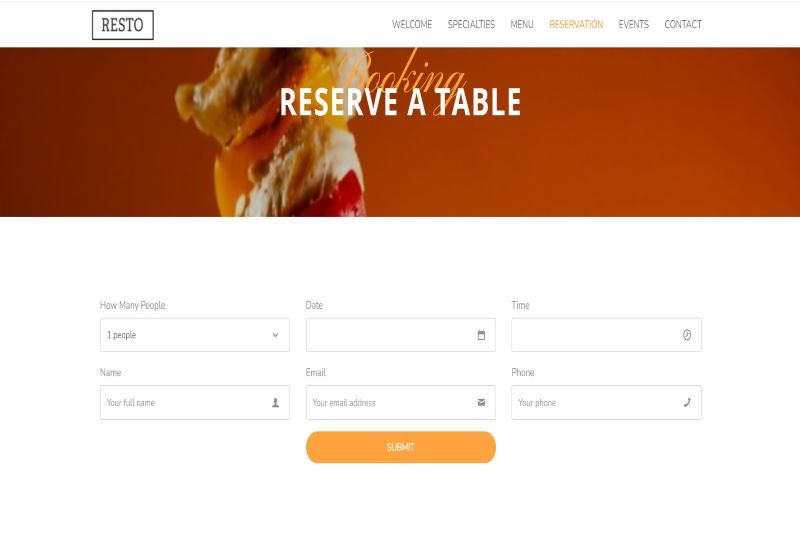 RESTO
WELCOME SPECIALTIES MENU RESERVATION EVENTS CONTACT
Booking
RESERVE A TABLE
How Many People Date Time
1 people
Name Email Phone
Your full name Your email address Your phone
SUBMIT